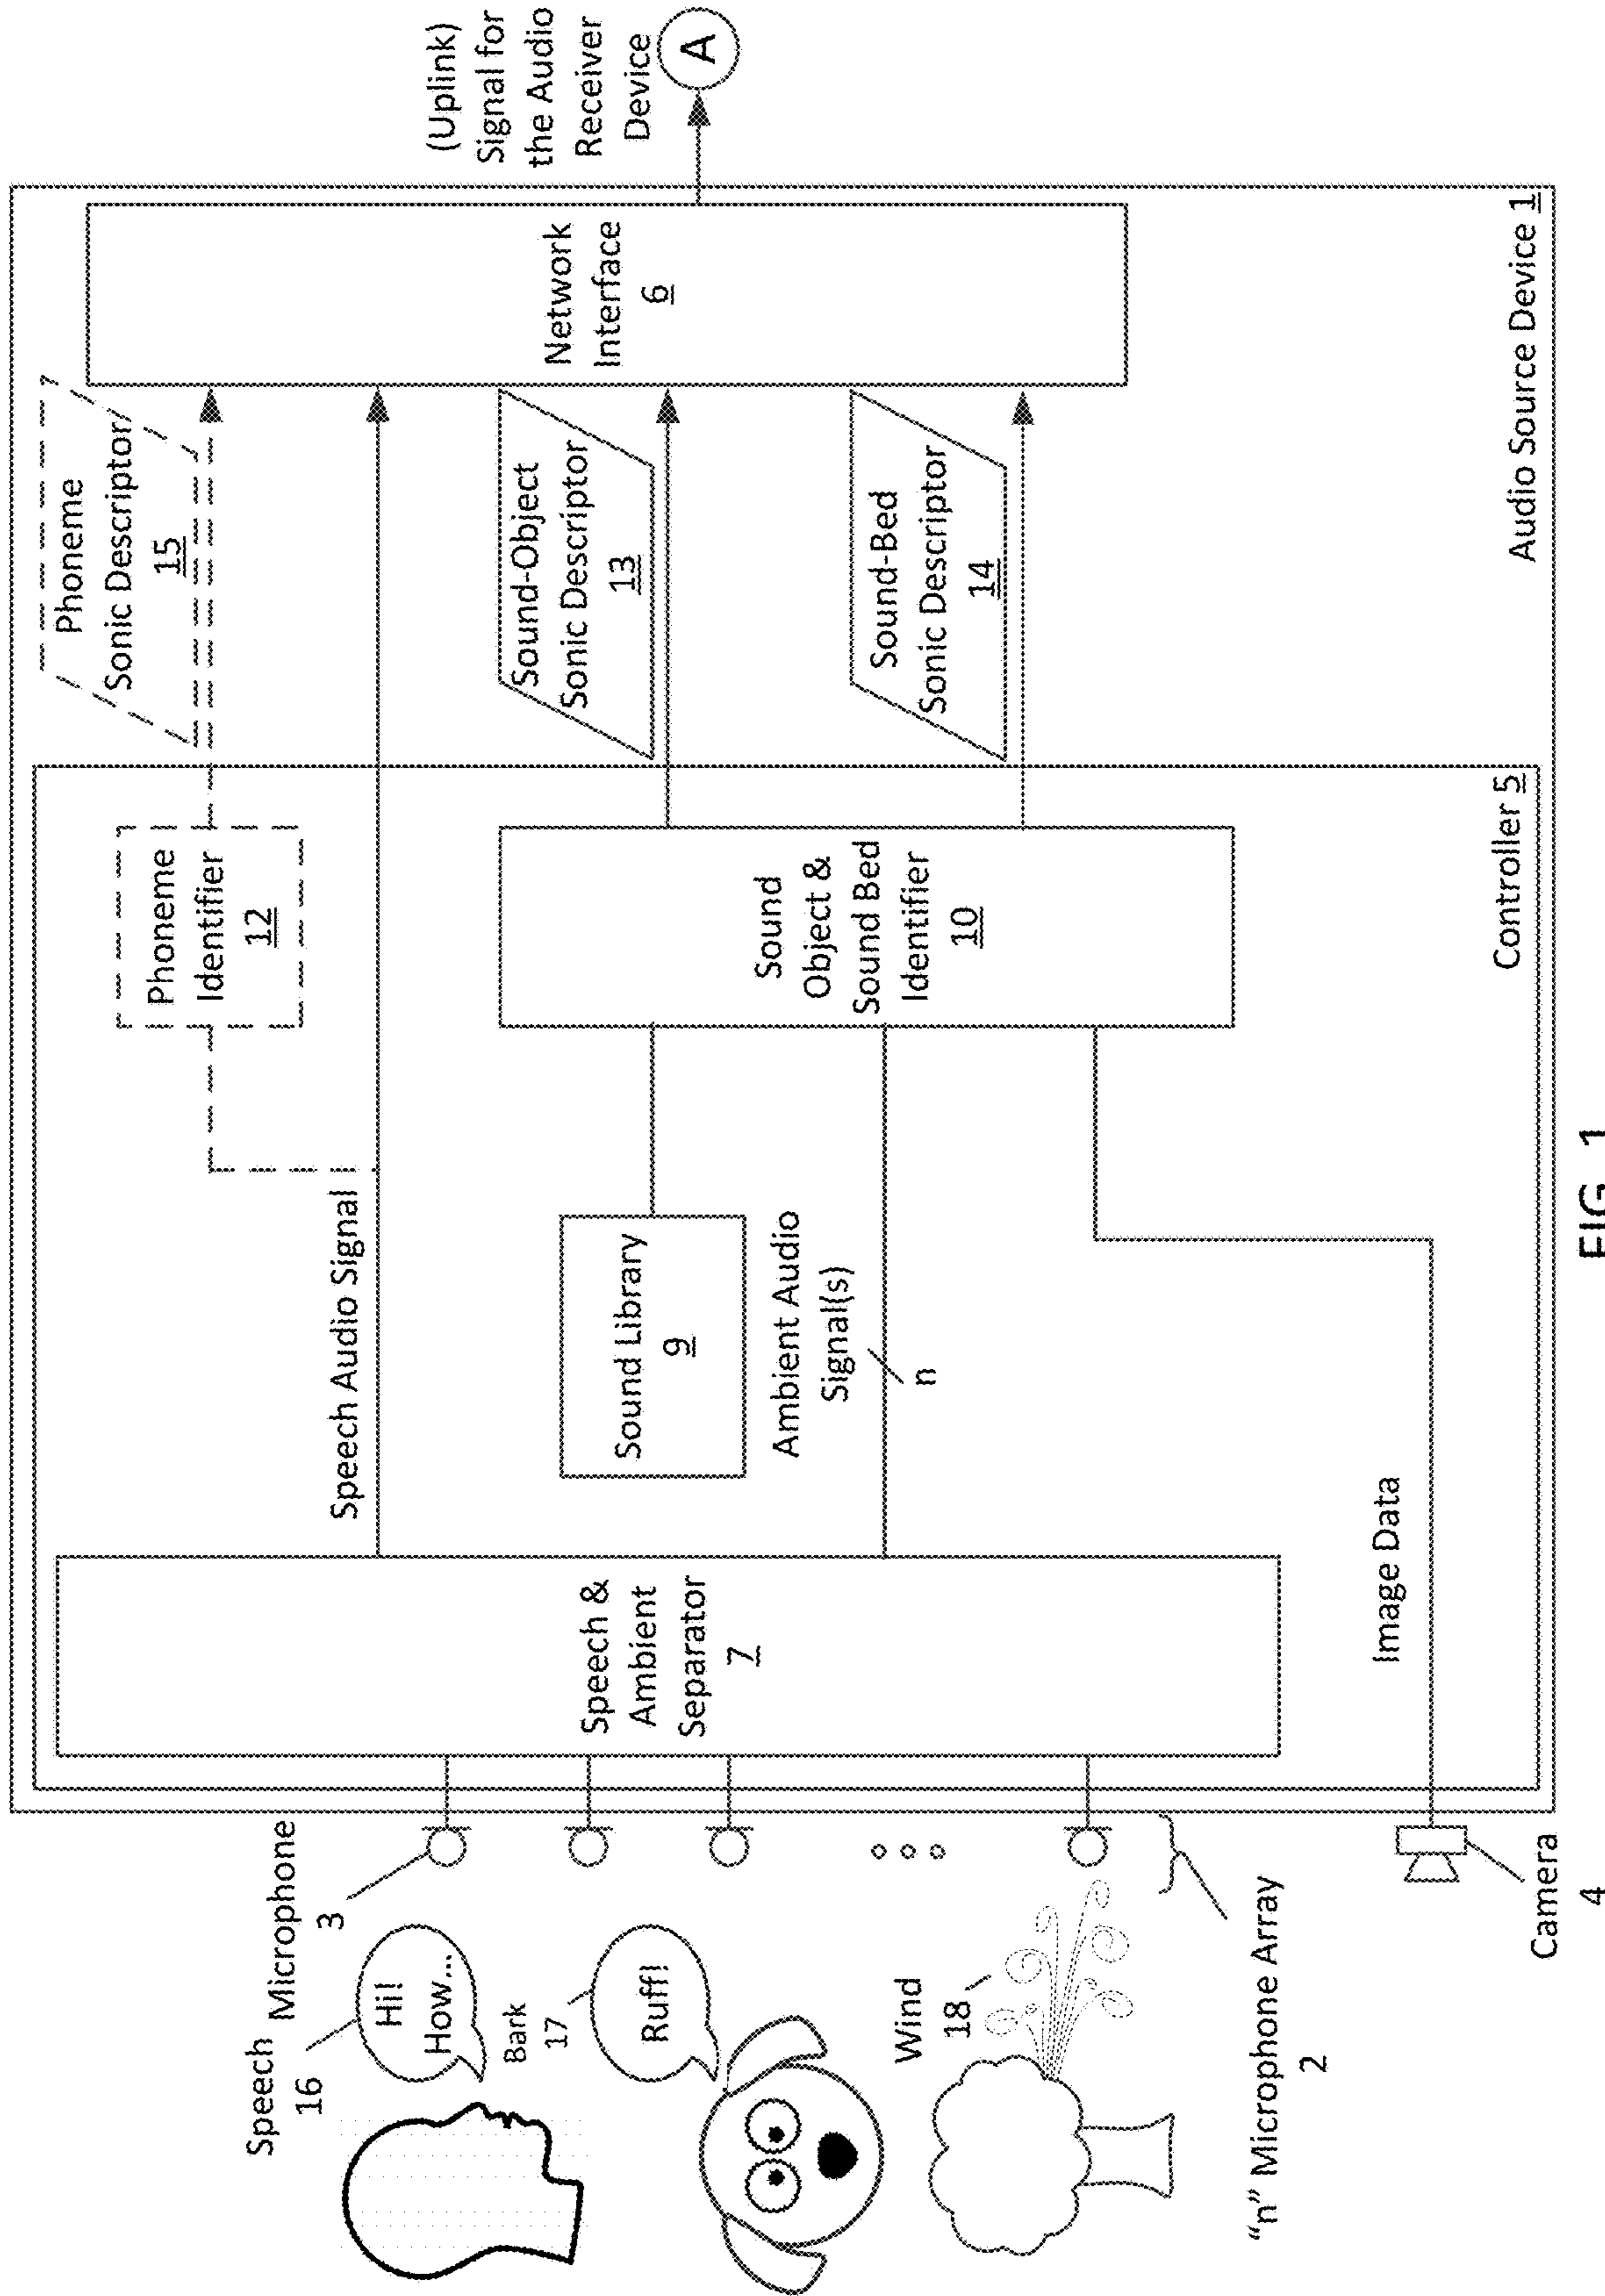 Speech
16
Microphone
3
Hi!
How...
Bark
17
Ruff!
Wind
18
"n" Microphone Array
2
Camera
4
Speech &
Ambient
Separator
7
Speech Audio Signal
Sound Library
9
Ambient Audio
Signal(s)
n
Image Data
Phoneme
Identifier
12
Sound
Object &
Sound Bed
Identifier
10
Controller 5
Phoneme
Sonic Descriptor
15
Sound-Object
Sonic Descriptor
13
Sound-Bed
Sonic Descriptor
14
Network
Interface
6
Audio Source Device 1
(Uplink)
Signal for
the Audio
Receiver
Device
A
FIG. 1